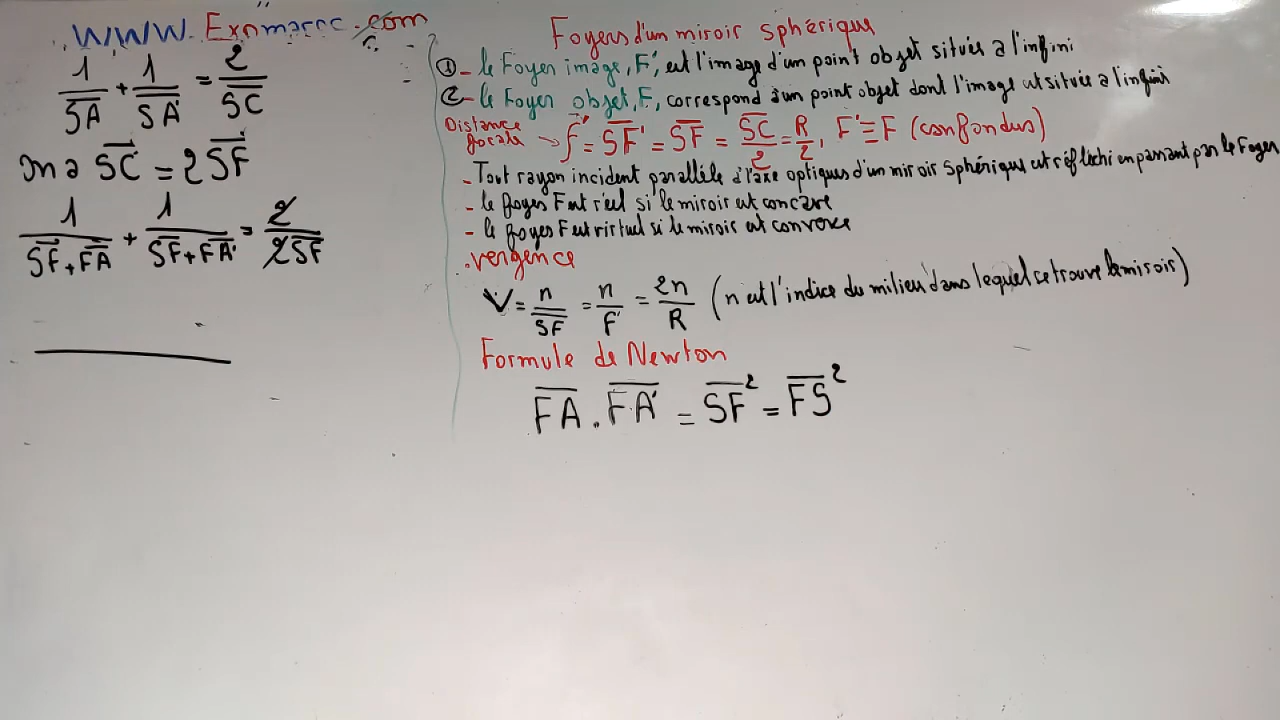 www.Exomaroc.com
1/SA + 1/SA' = 2/SC
on a SC = 2SF
1/(SF+FA) + 1/(SF+FA') = 2/2SF
Foyers d'un miroir sphérique
① - le Foyer image, F', est l'image d'un point objet située a l'infini
② - le Foyer objet, F, correspond à un point objet dont l'image est située a l'infini
Distance focale → f' = SF' = SF = SC/2 = R/2, F' ≡ F (confondus)
- Tout rayon incident parallèle à l'axe optiques d'un miroir sphérique est réfléchi en passant par le Foyer
- le foyer F est réel si le miroir est concave
- le foyer F est virtuel si le miroir est convexe
. vergence
V = n/SF = n/f' = 2n/R (n est l'indice du milieu dans lequel se trouve le miroir)
Formule de Newton
FA . FA' = SF² = FS²